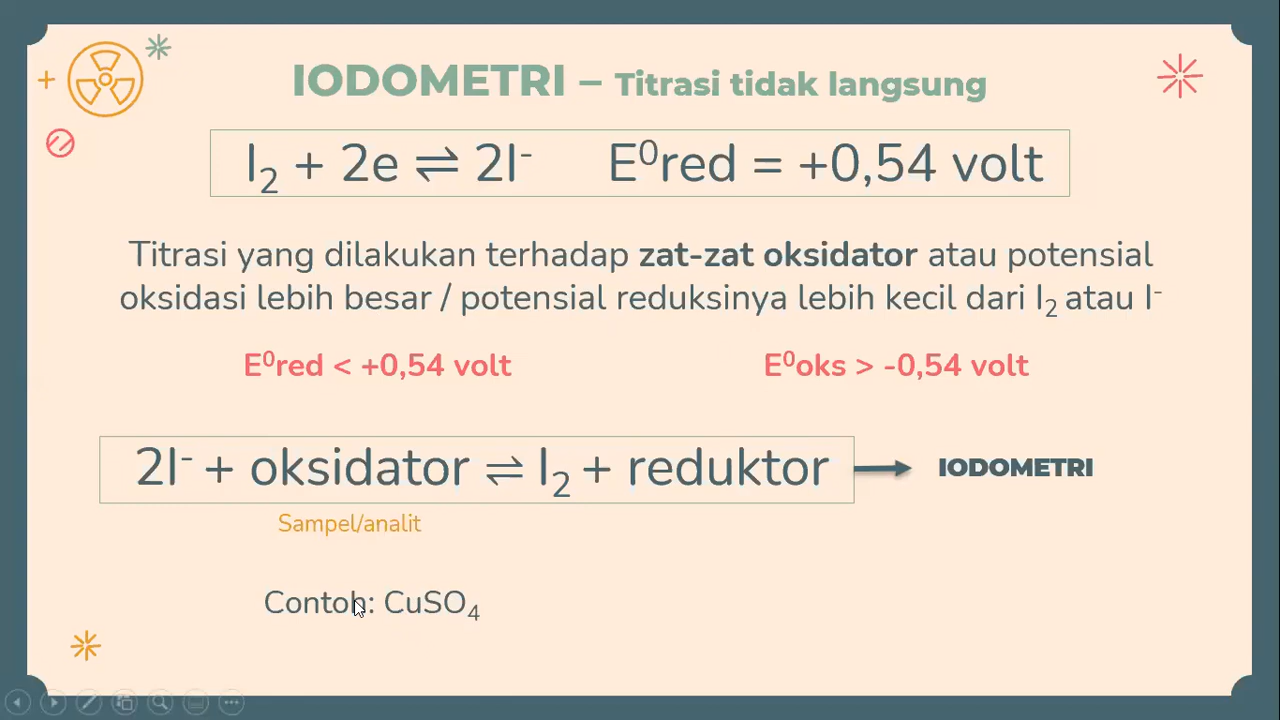 IODOMETRI – Titrasi tidak langsung
I₂ + 2e ⇌ 2I⁻ E⁰red = +0,54 volt
Titrasi yang dilakukan terhadap zat-zat oksidator atau potensial
oksidasi lebih besar / potensial reduksinya lebih kecil dari I₂ atau I⁻
E⁰red < +0,54 volt E⁰oks > -0,54 volt
2I⁻ + oksidator ⇌ I₂ + reduktor IODOMETRI
Sampel/analit
Contoh: CuSO₄